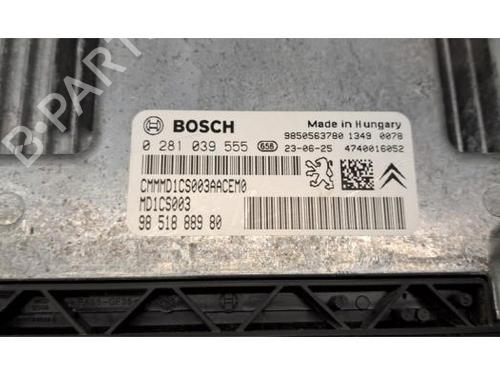 BOSCH
Made in Hungary
9850563780 1349 0078
0 281 039 555 658 23-06-25 4740016052
CMMMD1CS003AACEM0
MD1CS003
98 518 889 80